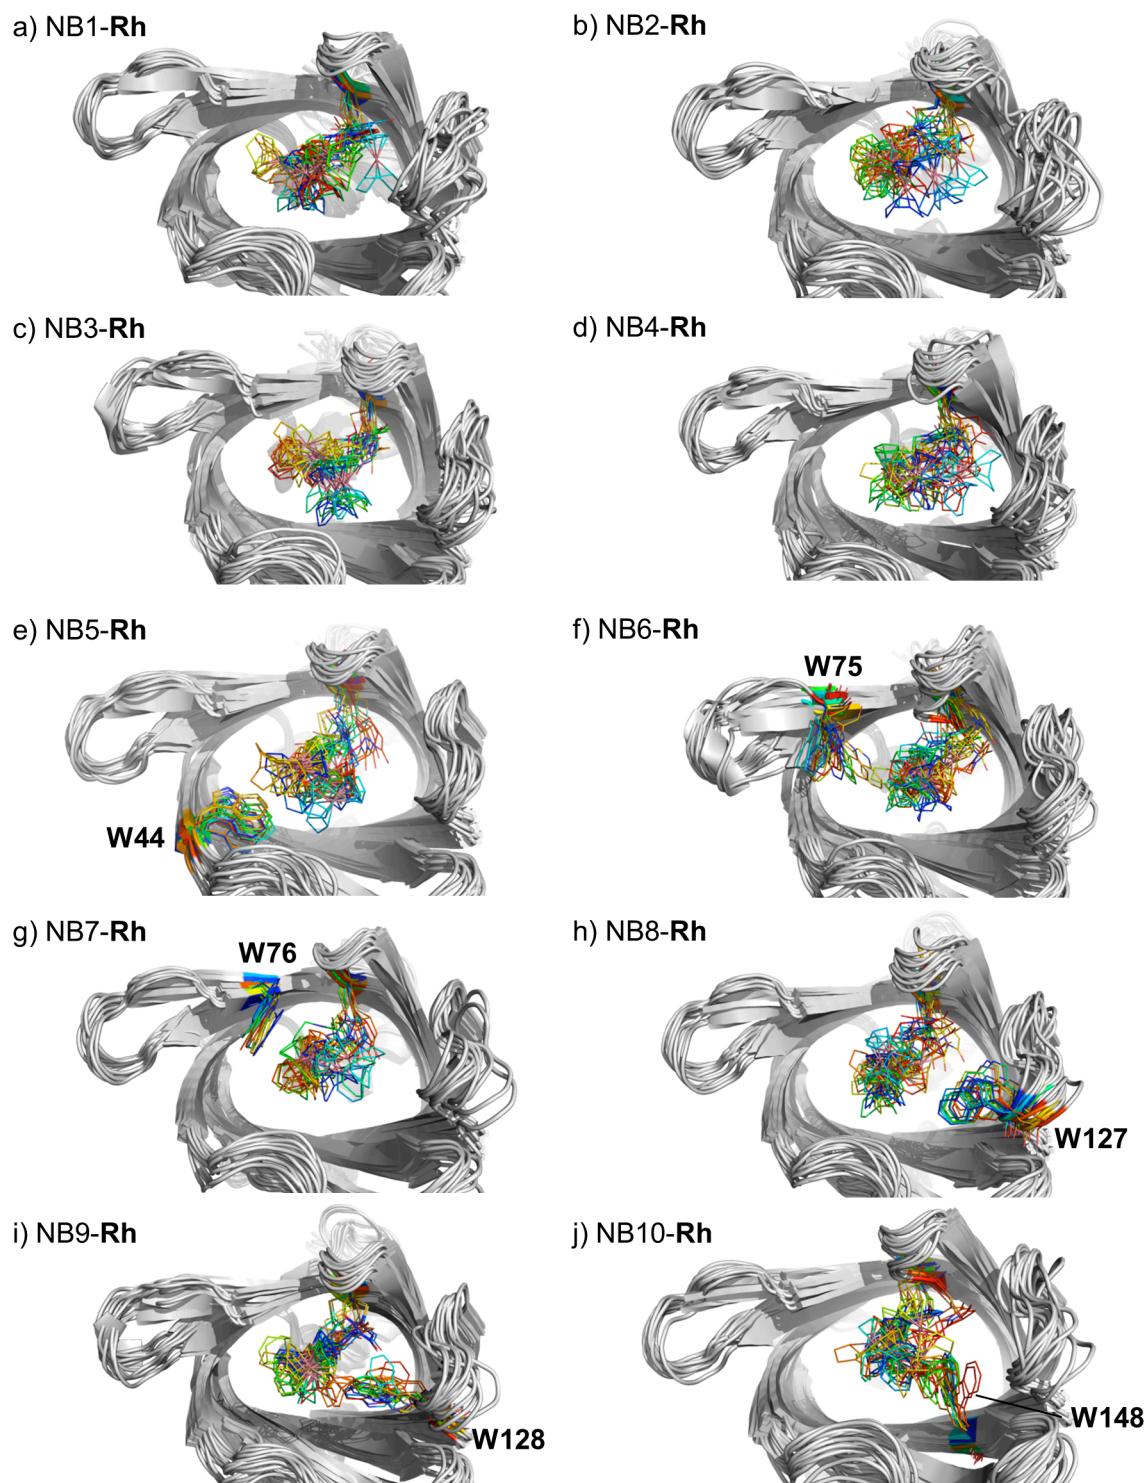 a) NB1-Rh
b) NB2-Rh
c) NB3-Rh
d) NB4-Rh
e) NB5-Rh
W44
f) NB6-Rh
W75
g) NB7-Rh
W76
h) NB8-Rh
W127
i) NB9-Rh
W128
j) NB10-Rh
W148